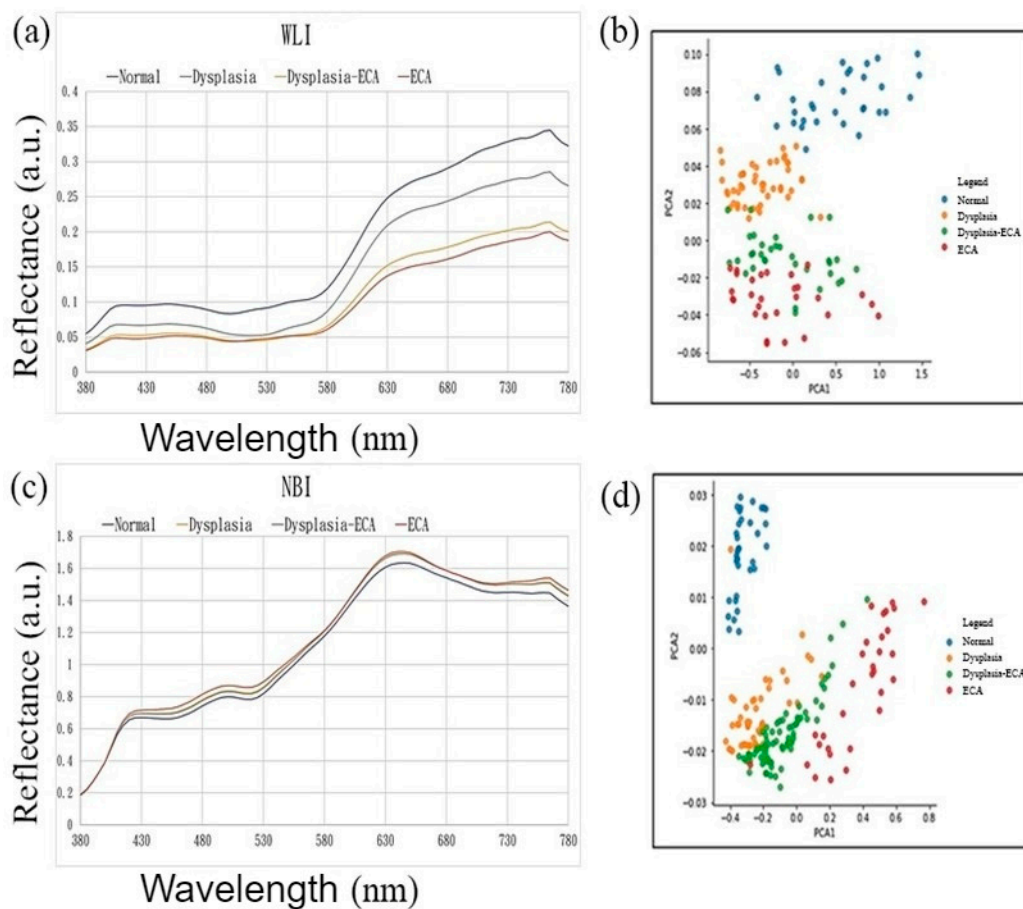 (a)
WLI
Normal Dysplasia Dysplasia-ECA ECA
Reflectance (a.u.)
0.4
0.35
0.3
0.25
0.2
0.15
0.1
0.05
0
380 430 480 530 580 630 680 730 780
Wavelength (nm)
(b)
PCA2
0.10
0.08
0.06
0.04
0.02
0.00
−0.02
−0.04
−0.06
−0.5 0.0 0.5 1.0 1.5
PCA1
Legend
Normal
Dysplasia
Dysplasia-ECA
ECA
(c)
NBI
Normal Dysplasia Dysplasia-ECA ECA
Reflectance (a.u.)
1.8
1.6
1.4
1.2
1
0.8
0.6
0.4
0.2
0
380 430 480 530 580 630 680 730 780
Wavelength (nm)
(d)
PCA2
0.03
0.02
0.01
0.00
−0.01
−0.02
−0.03
−0.4 −0.2 0.0 0.2 0.4 0.6 0.8
PCA1
Legend
Normal
Dysplasia
Dysplasia-ECA
ECA